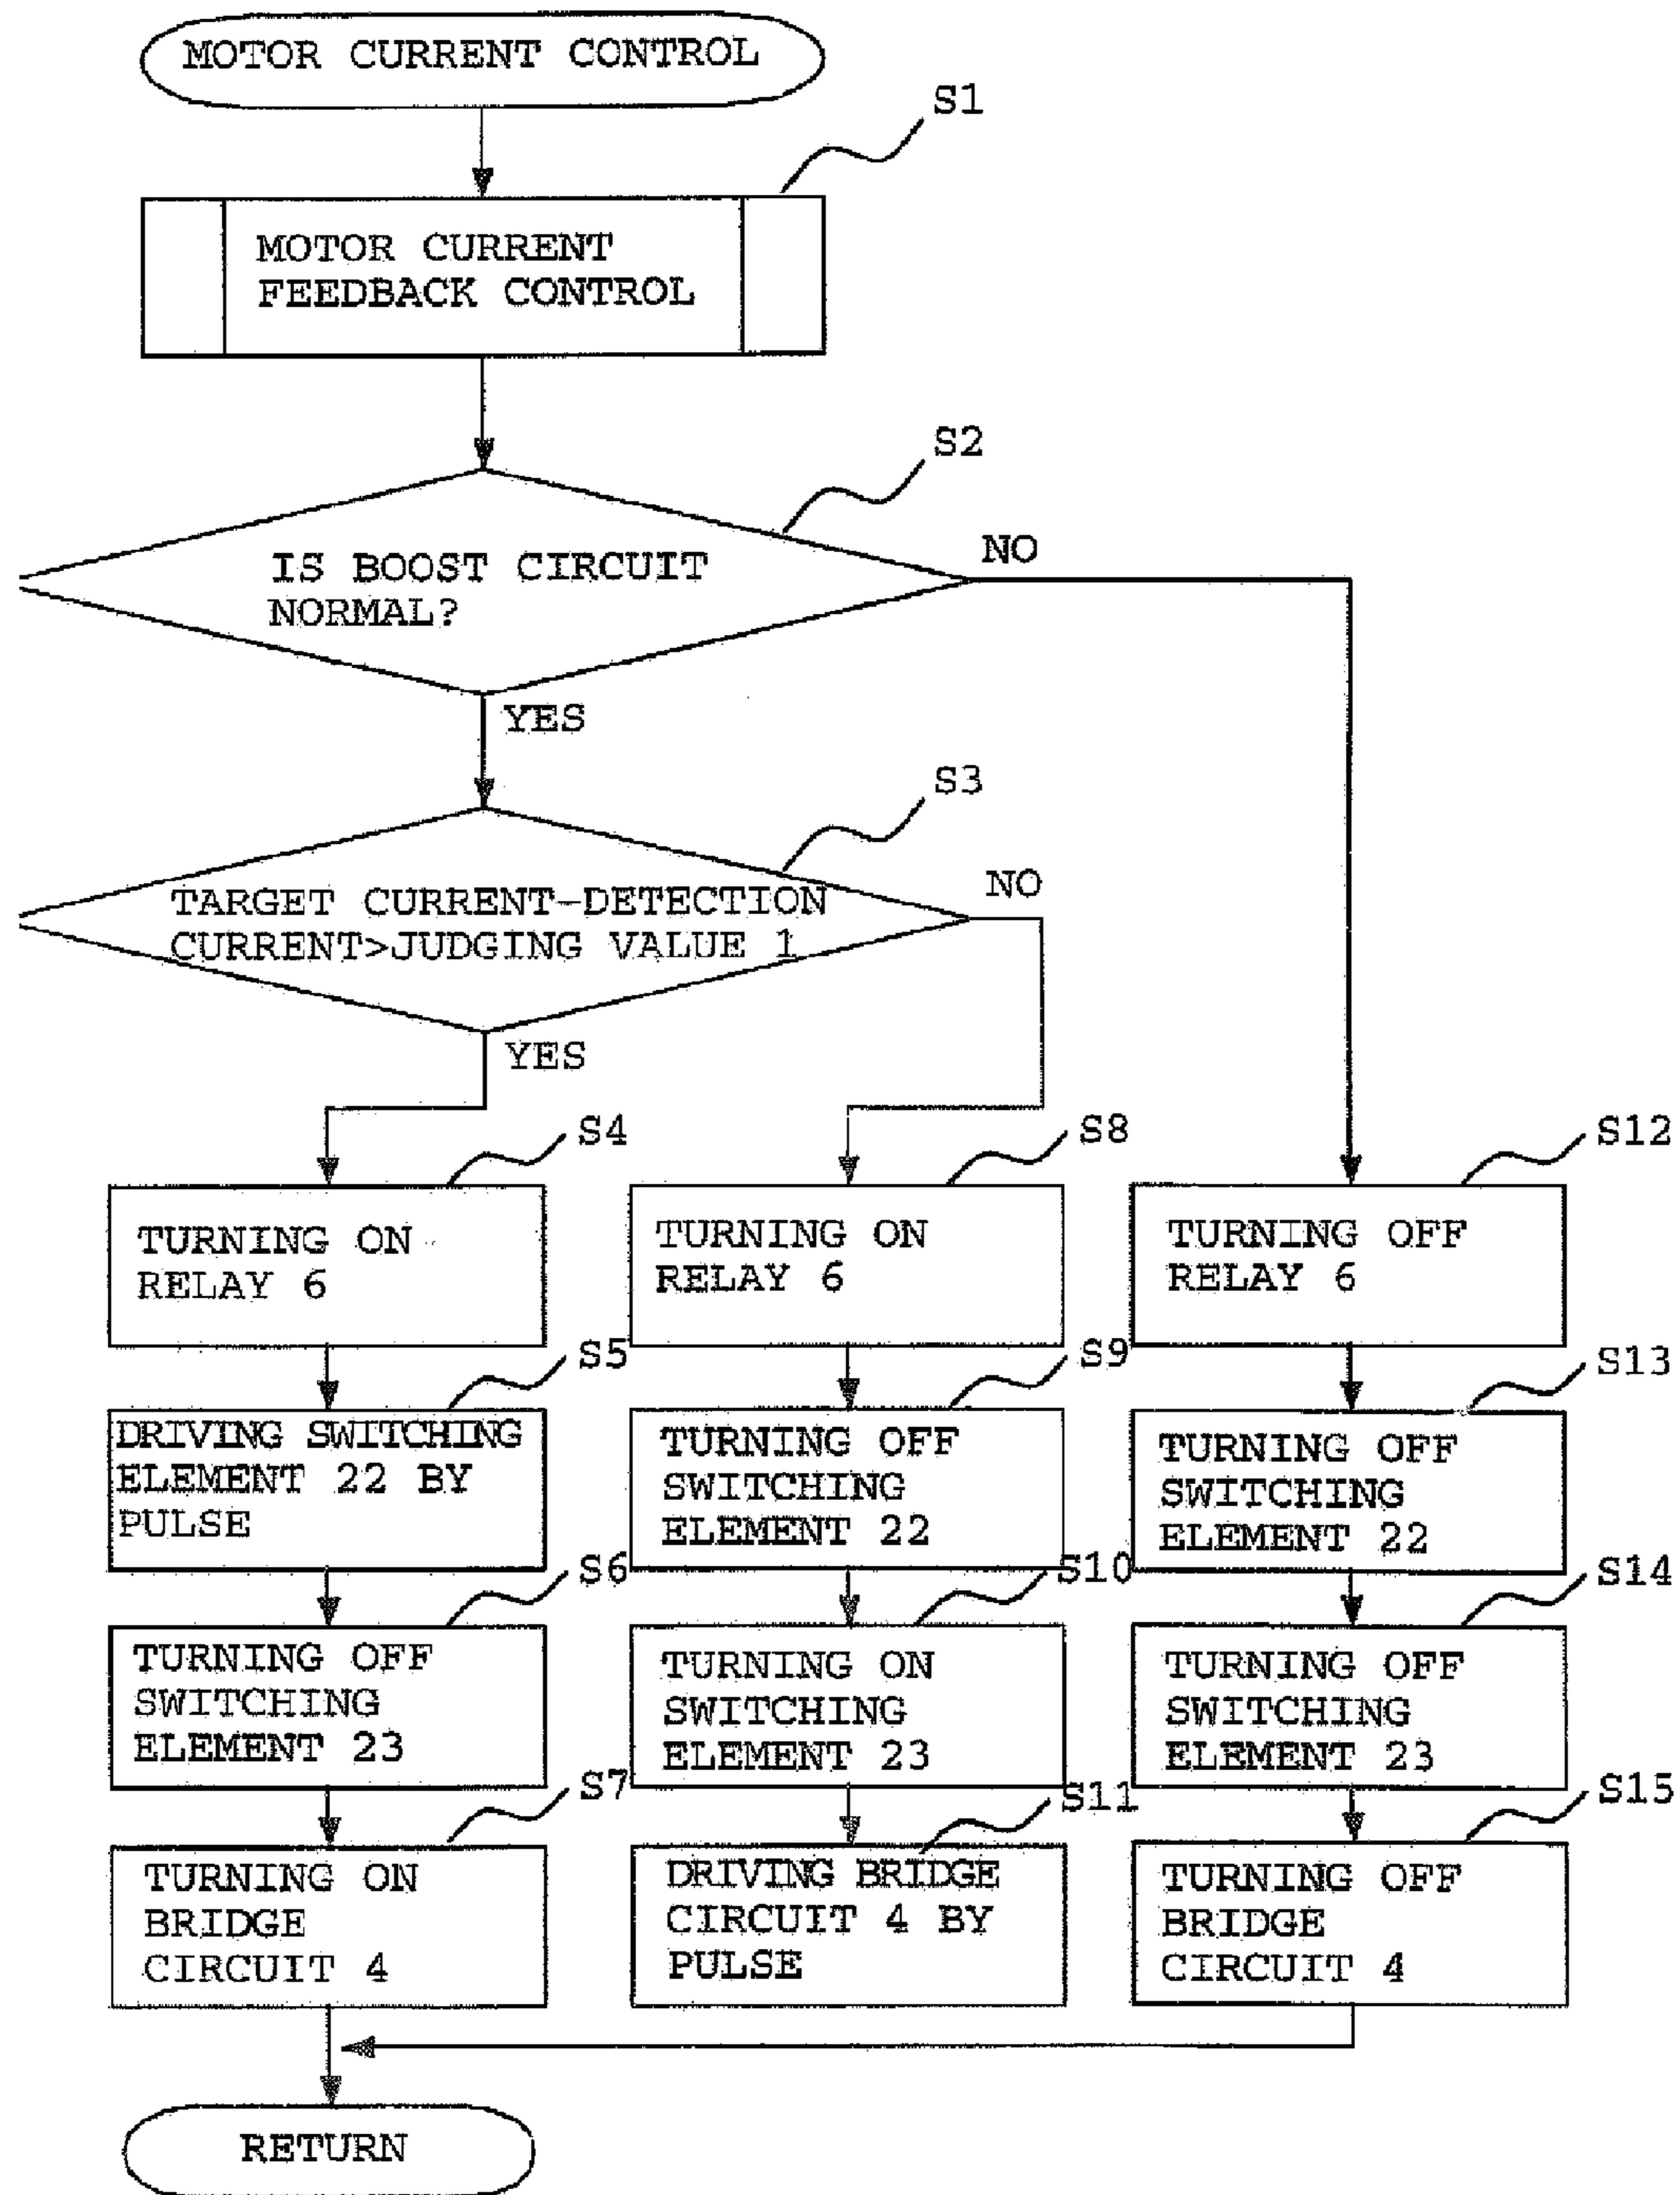 MOTOR CURRENT CONTROL
S1
MOTOR CURRENT
FEEDBACK CONTROL
S2
IS BOOST CIRCUIT
NORMAL?
NO
YES
S3
TARGET CURRENT-DETECTION
CURRENT>JUDGING VALUE 1
NO
YES
S4
TURNING ON
RELAY 6
S5
DRIVING SWITCHING
ELEMENT 22 BY
PULSE
S6
TURNING OFF
SWITCHING
ELEMENT 23
S7
TURNING ON
BRIDGE
CIRCUIT 4
S8
TURNING ON
RELAY 6
S9
TURNING OFF
SWITCHING
ELEMENT 22
S10
TURNING ON
SWITCHING
ELEMENT 23
S11
DRIVING BRIDGE
CIRCUIT 4 BY
PULSE
S12
TURNING OFF
RELAY 6
S13
TURNING OFF
SWITCHING
ELEMENT 22
S14
TURNING OFF
SWITCHING
ELEMENT 23
S15
TURNING OFF
BRIDGE
CIRCUIT 4
RETURN